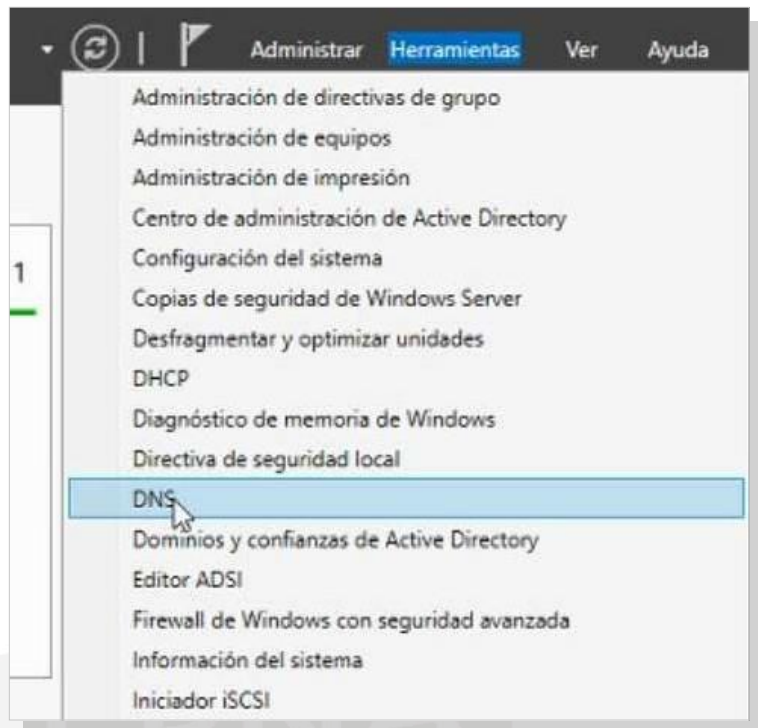 Administrar Herramientas Ver Ayuda
Administración de directivas de grupo
Administración de equipos
Administración de impresión
Centro de administración de Active Directory
1
Configuración del sistema
Copias de seguridad de Windows Server
Desfragmentar y optimizar unidades
DHCP
Diagnóstico de memoria de Windows
Directiva de seguridad local
DNS
Dominios y confianzas de Active Directory
Editor ADSI
Firewall de Windows con seguridad avanzada
Información del sistema
Iniciador iSCSI